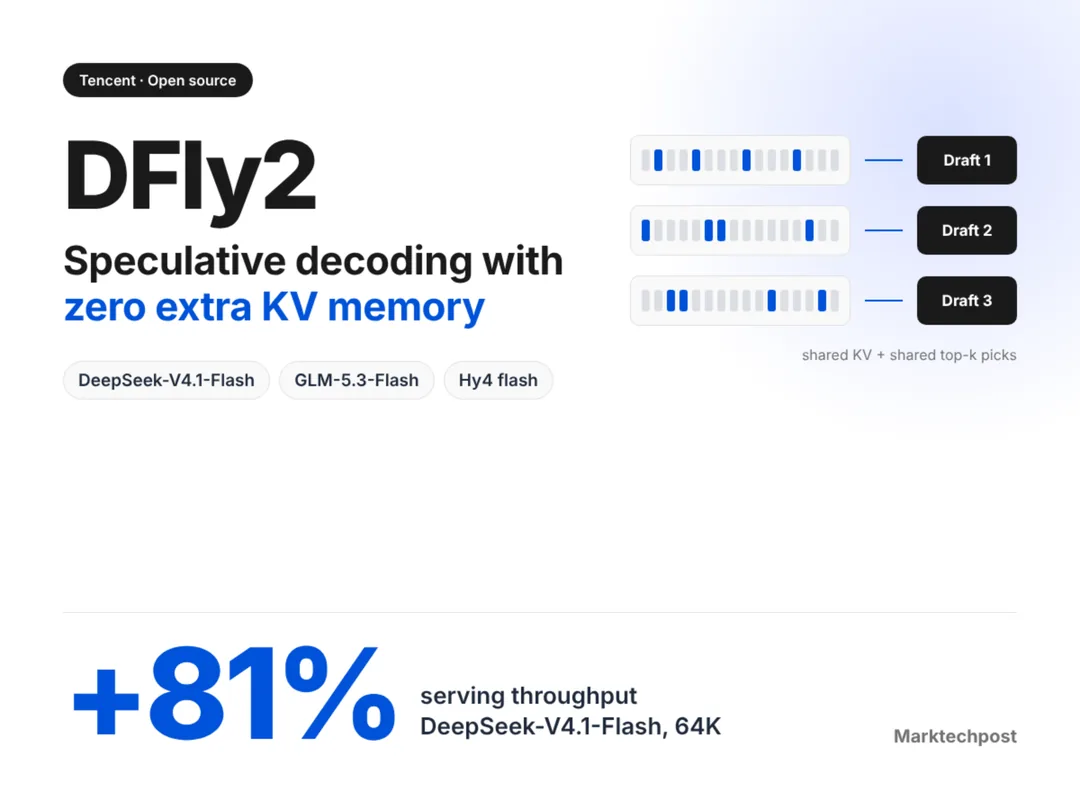 Tencent · Open source
DFly2
Speculative decoding with
zero extra KV memory
DeepSeek-V4.1-Flash
GLM-5.3-Flash
Hy4 flash
Draft 1
Draft 2
Draft 3
shared KV + shared top-k picks
+81%
serving throughput
DeepSeek-V4.1-Flash, 64K
Marktechpost